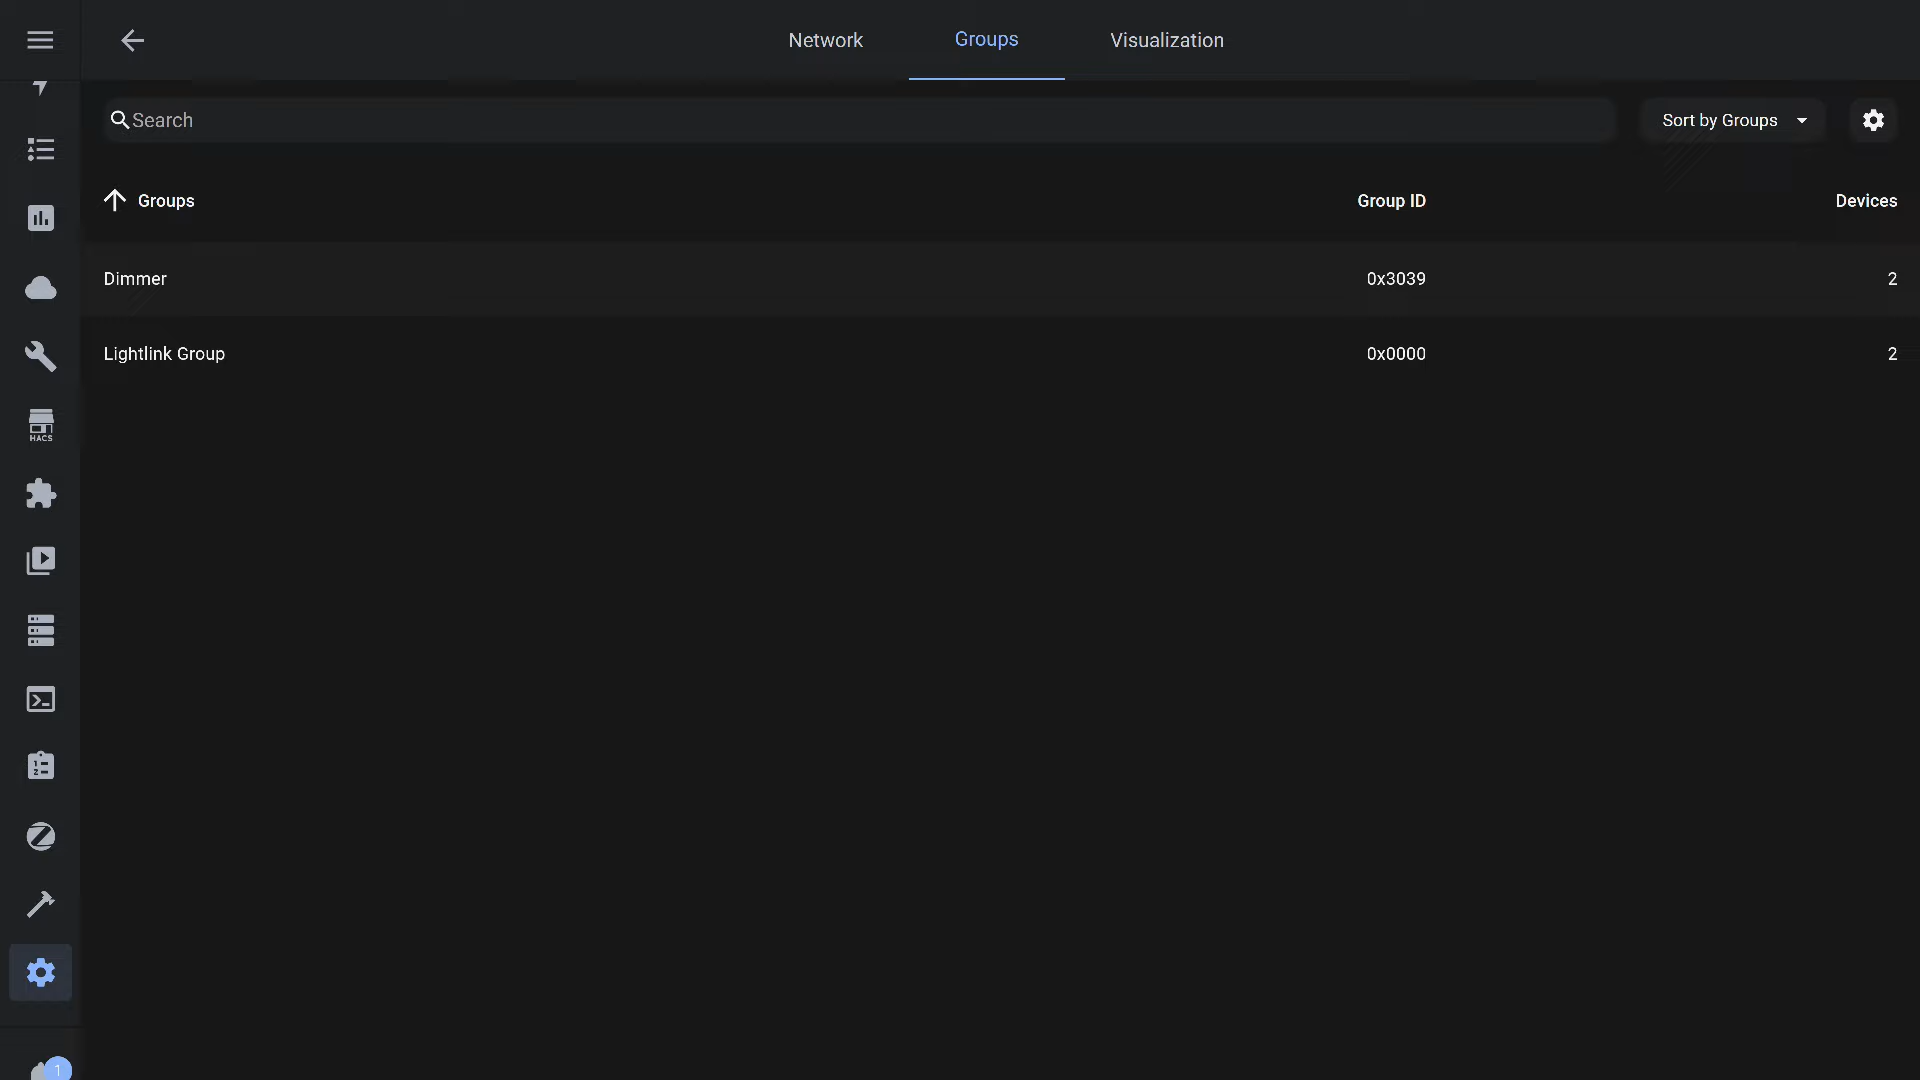 Network Groups Visualization
Search
Sort by Groups
Groups Group ID Devices
Dimmer 0x3039 2
Lightlink Group 0x0000 2
HACS
1